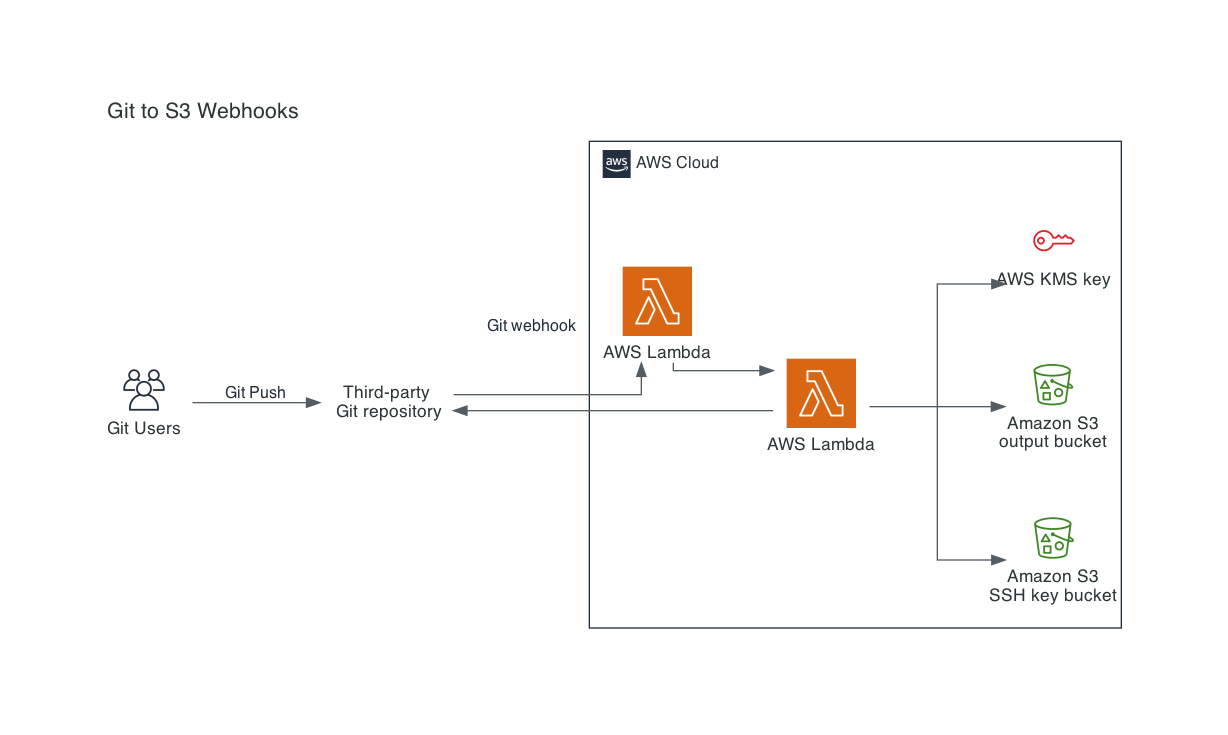 Git to S3 Webhooks
aws
AWS Cloud
AWS KMS key
Git webhook
AWS Lambda
Git Push
Third-party
Git repository
Git Users
AWS Lambda
Amazon S3
output bucket
Amazon S3
SSH key bucket